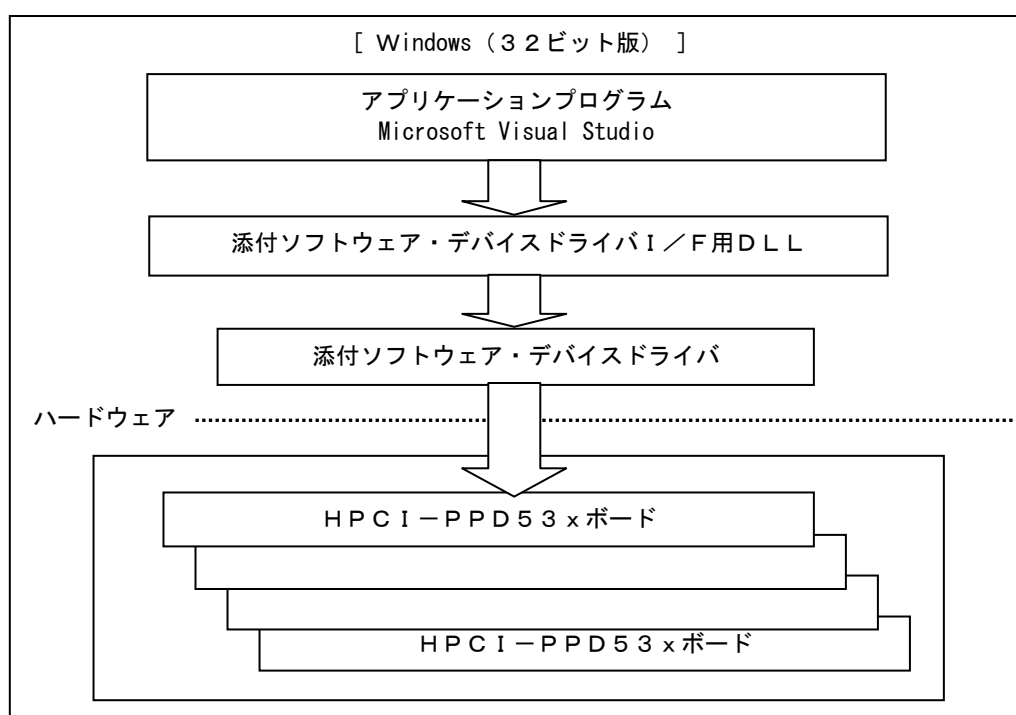 [ Windows（３２ビット版） ]
アプリケーションプログラム
Microsoft Visual Studio
添付ソフトウェア・デバイスドライバＩ／Ｆ用ＤＬＬ
添付ソフトウェア・デバイスドライバ
ハードウェア
ＨＰＣＩ－ＰＰＤ５３ｘボード
ＨＰＣＩ－ＰＰＤ５３ｘボード